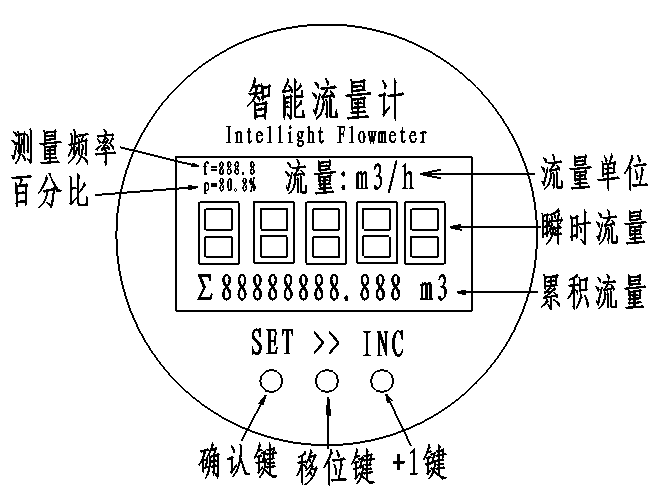 智能流量计
Intellight Flowmeter
测量频率
f=888.8
流量:m3/h
流量单位
百分比
p=80.8%
88888
瞬时流量
Σ88888888.888 m3
累积流量
SET >> INC
确认键 移位键 +1键